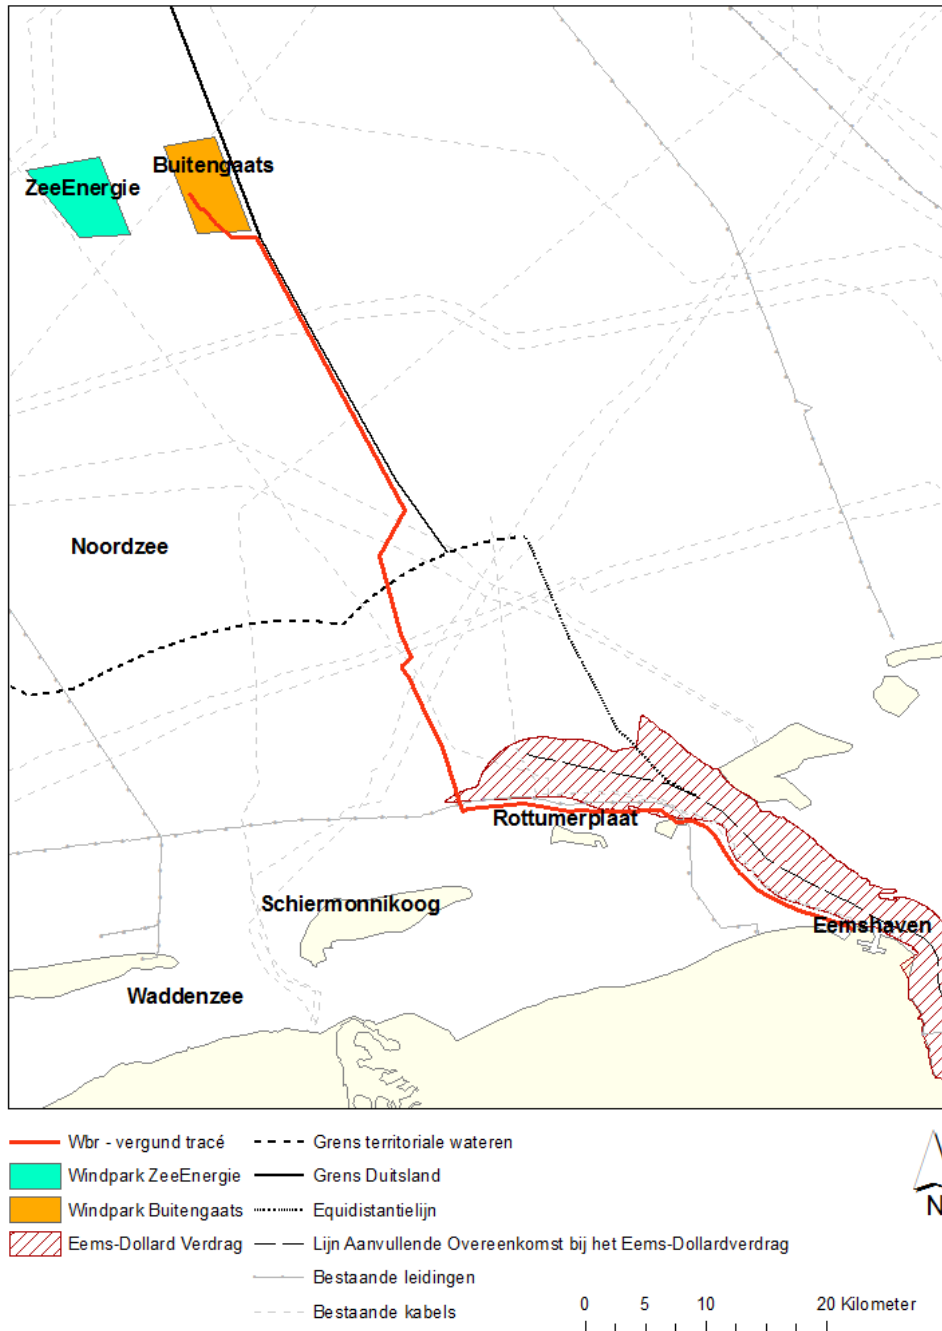 Buitengaats
ZeeEnergie
Noordzee
Rottumerplaat
Schiermonnikoog
Eemshaven
Waddenzee
Wbr - vergund tracé
Windpark ZeeEnergie
Windpark Buitengaats
Eems-Dollard Verdrag
Grens territoriale wateren
Grens Duitsland
Equidistantielijn
Lijn Aanvullende Overeenkomst bij het Eems-Dollardverdrag
Bestaande leidingen
Bestaande kabels
N
0 5 10 20 Kilometer